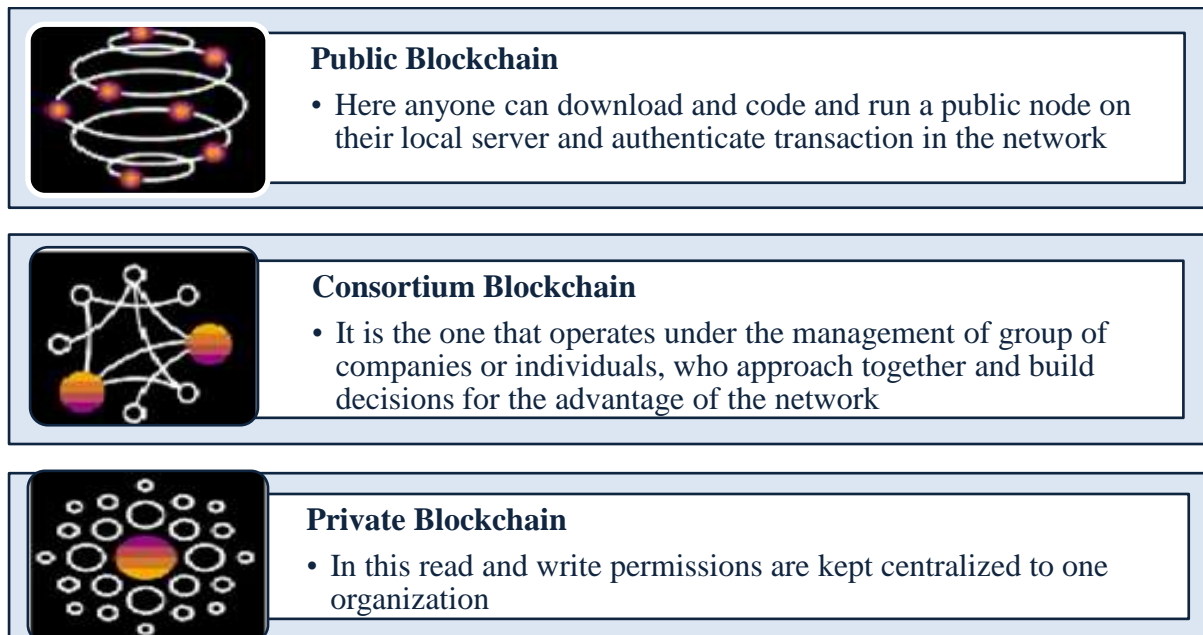 Public Blockchain
• Here anyone can download and code and run a public node on
their local server and authenticate transaction in the network
Consortium Blockchain
• It is the one that operates under the management of group of
companies or individuals, who approach together and build
decisions for the advantage of the network
Private Blockchain
• In this read and write permissions are kept centralized to one
organization